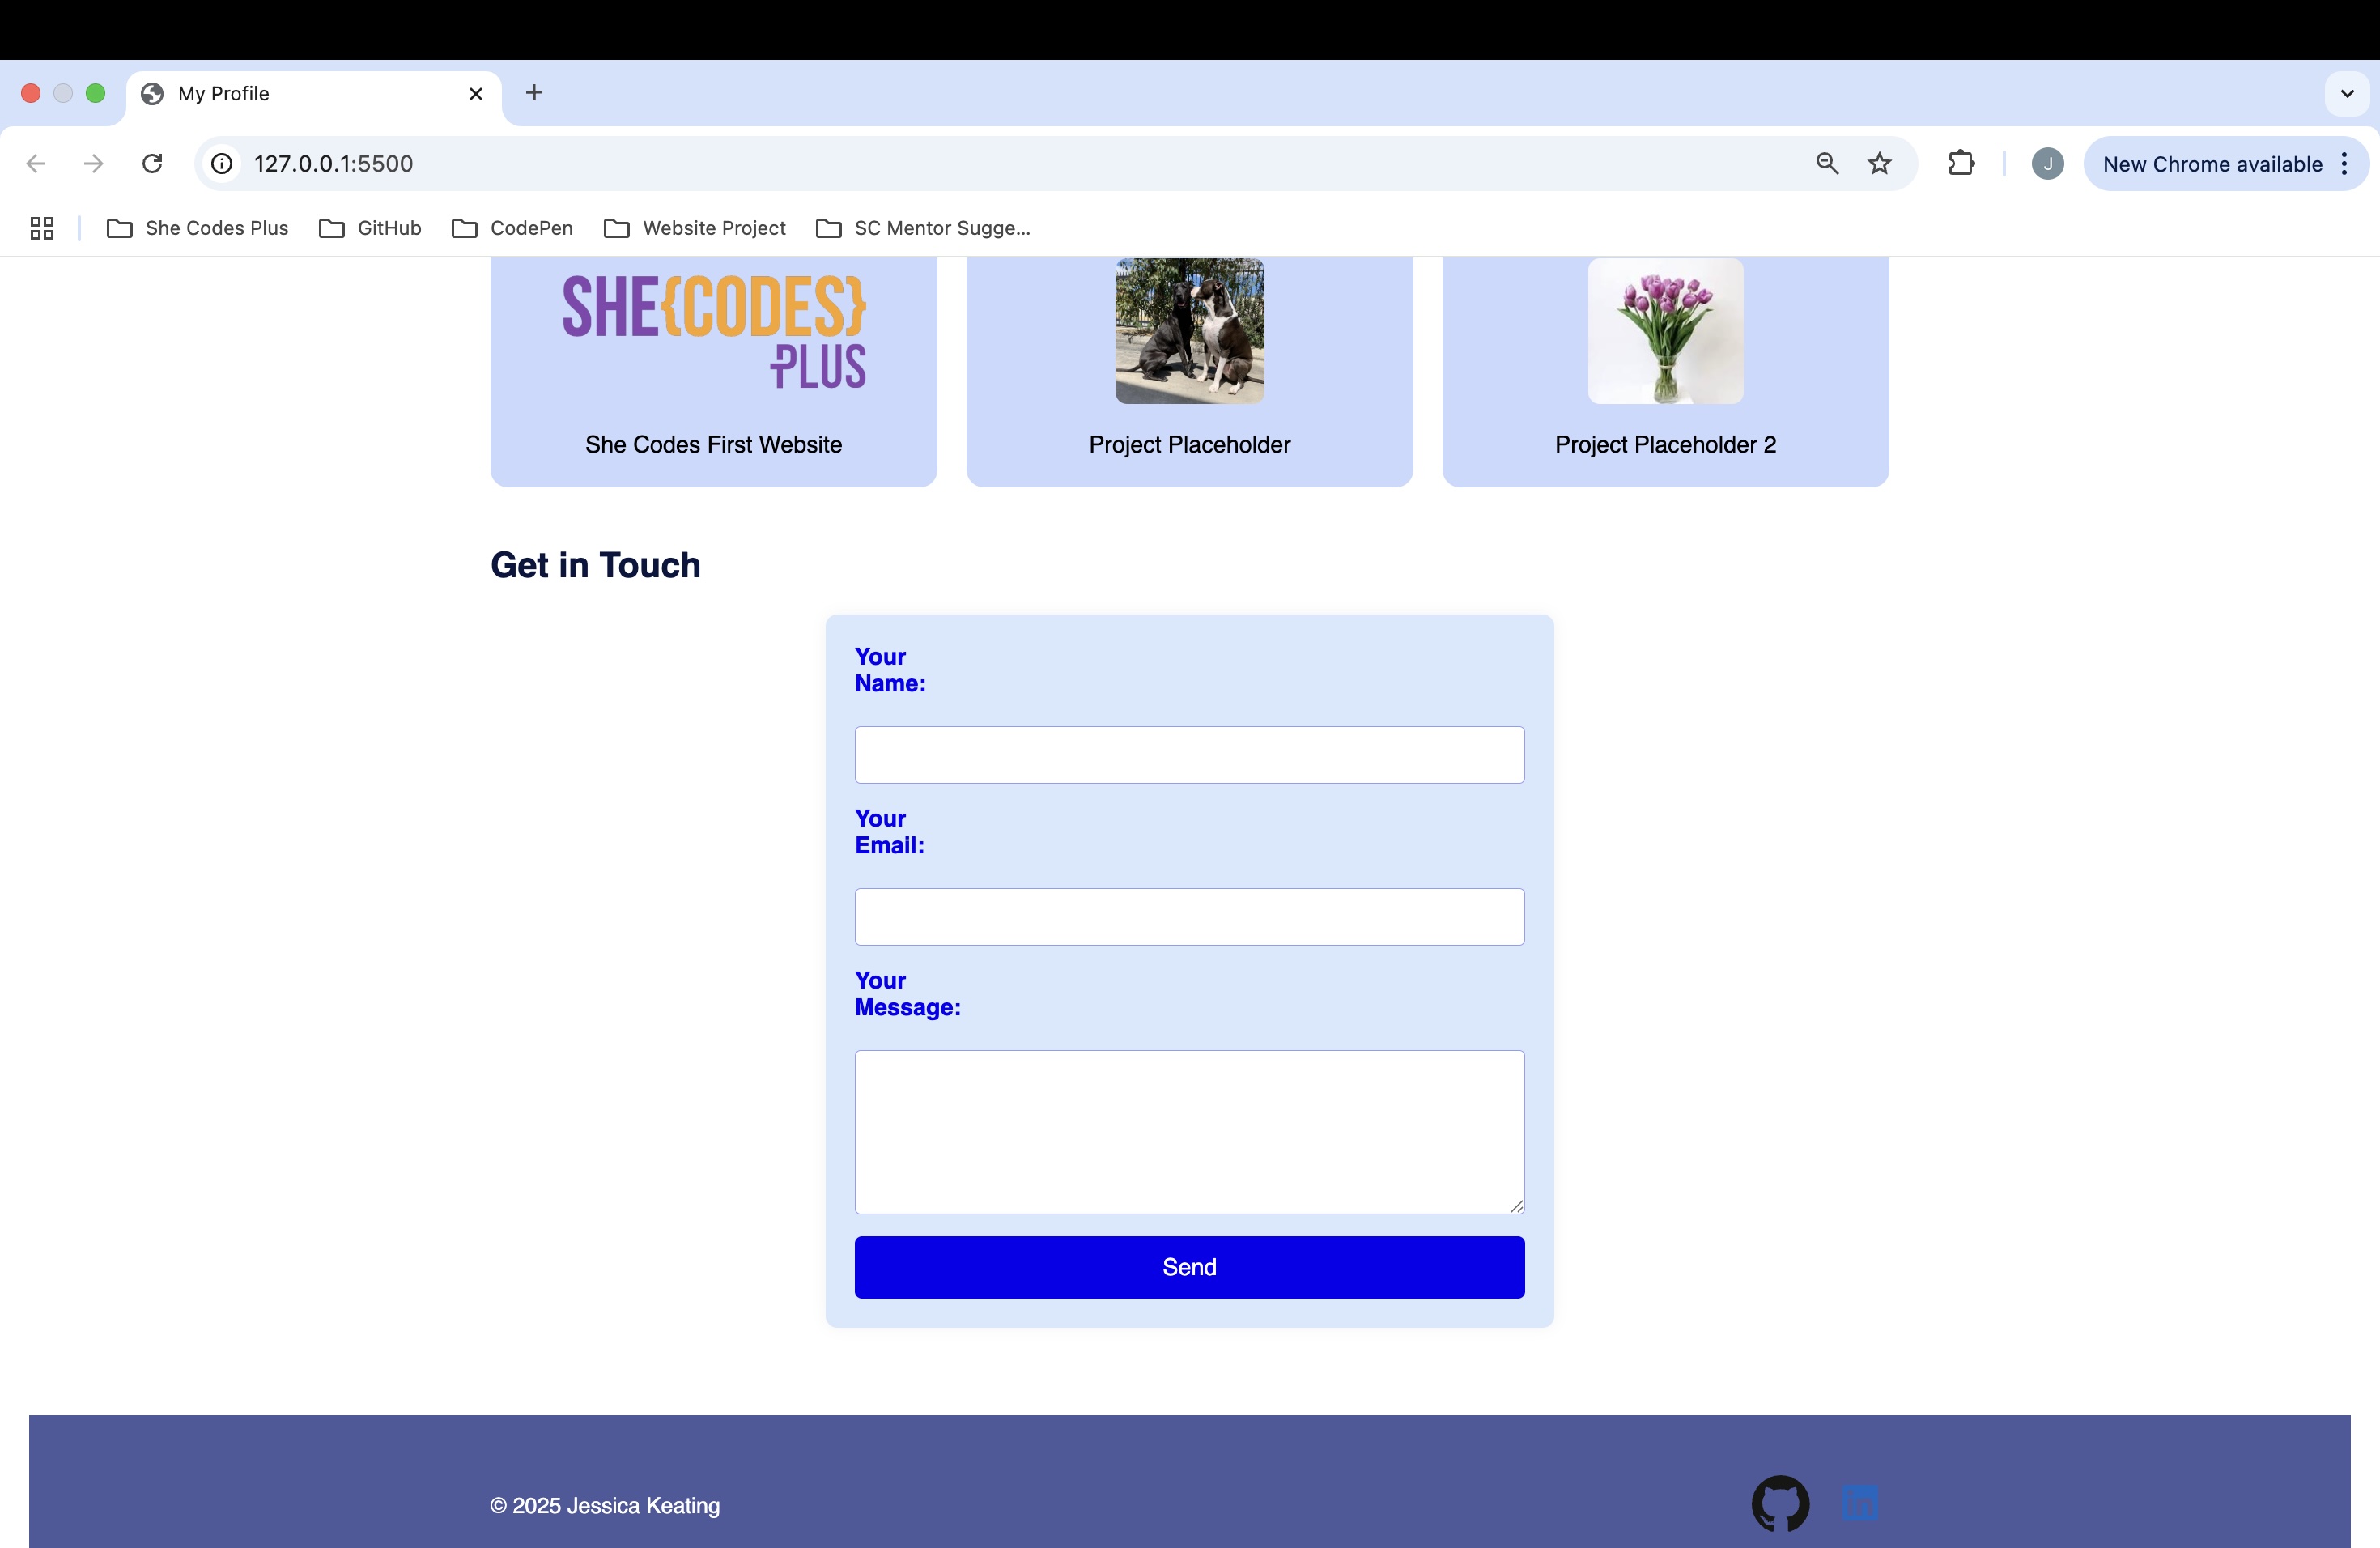 My Profile
127.0.0.1:5500
J
New Chrome available
She Codes Plus
GitHub
CodePen
Website Project
SC Mentor Sugge...
SHE{CODES}
PLUS
She Codes First Website
Project Placeholder
Project Placeholder 2
Get in Touch
Your
Name:
Your
Email:
Your
Message:
Send
© 2025 Jessica Keating
in